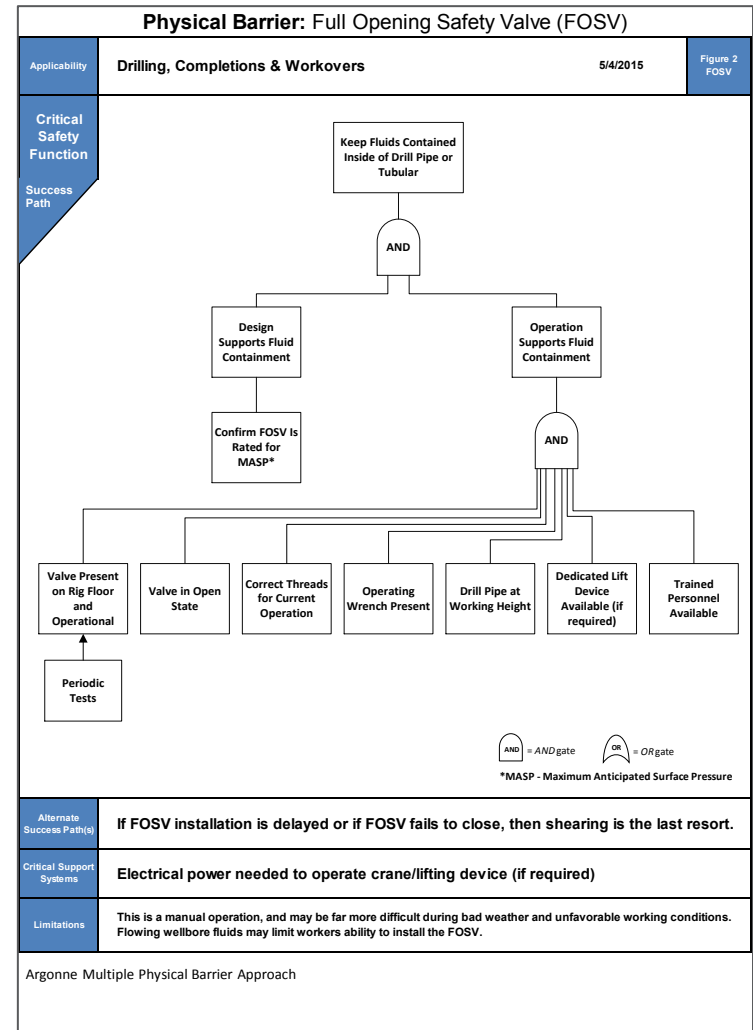 Physical Barrier: Full Opening Safety Valve (FOSV)
Applicability
Drilling, Completions & Workovers
5/4/2015
Figure 2
FOSV
Critical
Safety
Function
Success
Path
Keep Fluids Contained
Inside of Drill Pipe or
Tubular
AND
Design
Supports Fluid
Containment
Operation
Supports Fluid
Containment
Confirm FOSV Is
Rated for
MASP*
AND
Valve Present
on Rig Floor
and
Operational
Valve in Open
State
Correct Threads
for Current
Operation
Operating
Wrench Present
Drill Pipe at
Working Height
Dedicated Lift
Device
Available (if
required)
Trained
Personnel
Available
Periodic
Tests
AND = AND gate
OR = OR gate
*MASP - Maximum Anticipated Surface Pressure
Alternate
Success Path(s)
If FOSV installation is delayed or if FOSV fails to close, then shearing is the last resort.
Critical Support
Systems
Electrical power needed to operate crane/lifting device (if required)
Limitations
This is a manual operation, and may be far more difficult during bad weather and unfavorable working conditions.
Flowing wellbore fluids may limit workers ability to install the FOSV.
Argonne Multiple Physical Barrier Approach